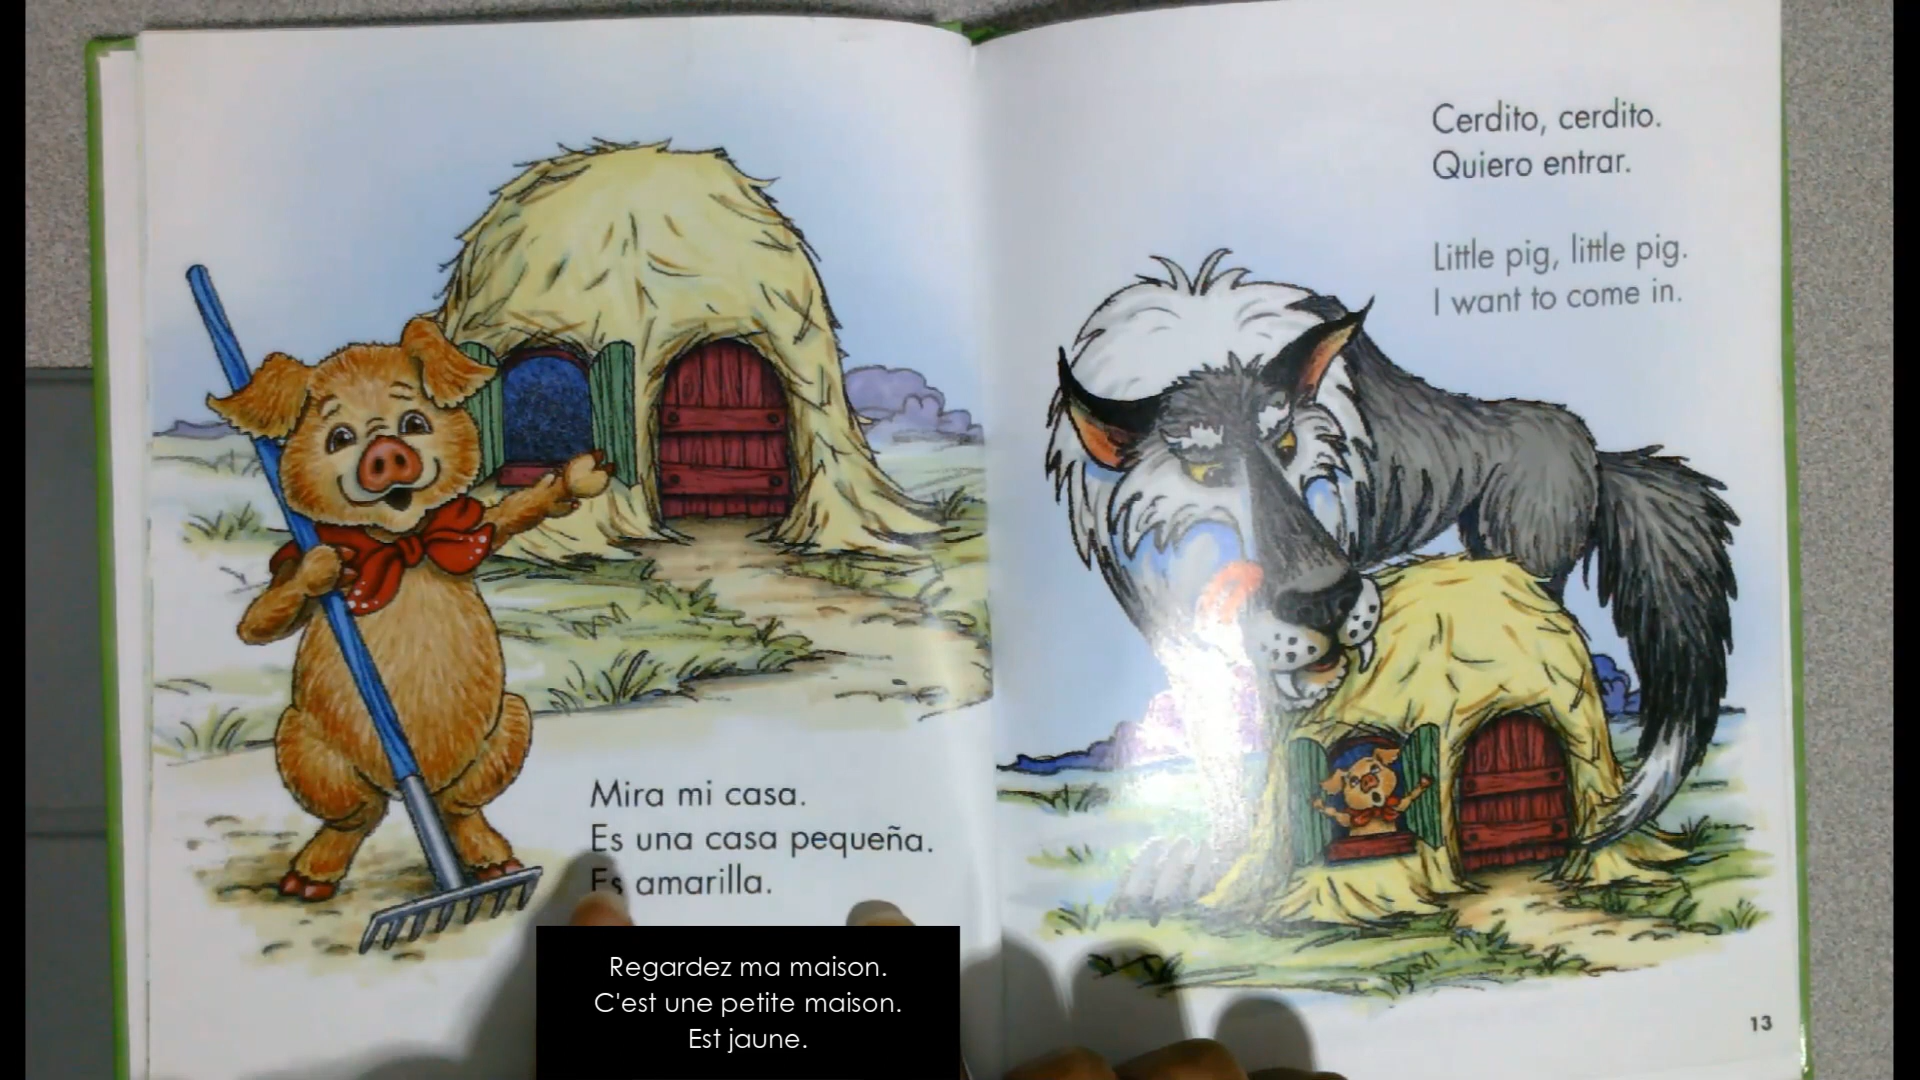 Mira mi casa.
Es una casa pequeña.
Es amarilla.
Cerdito, cerdito.
Quiero entrar.
Little pig, little pig.
I want to come in.
13
Regardez ma maison.
C'est une petite maison.
Est jaune.